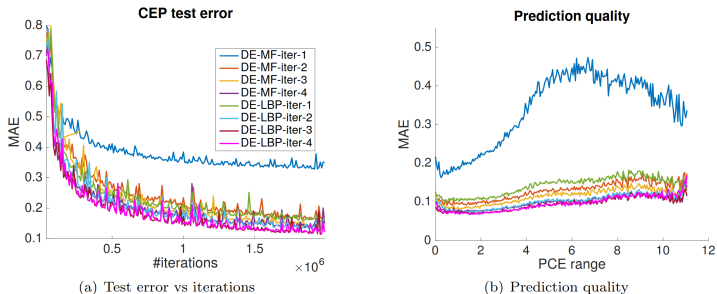 CEP test error
0.8
0.7
0.6
0.5
0.4
0.3
0.2
0.1
MAE
DE-MF-iter-1
DE-MF-iter-2
DE-MF-iter-3
DE-MF-iter-4
DE-LBP-iter-1
DE-LBP-iter-2
DE-LBP-iter-3
DE-LBP-iter-4
0.5 1 1.5
#iterations
×10⁶
(a) Test error vs iterations
Prediction quality
0.4
0.3
0.2
0.1
0
MAE
0 2 4 6 8 10 12
PCE range
(b) Prediction quality